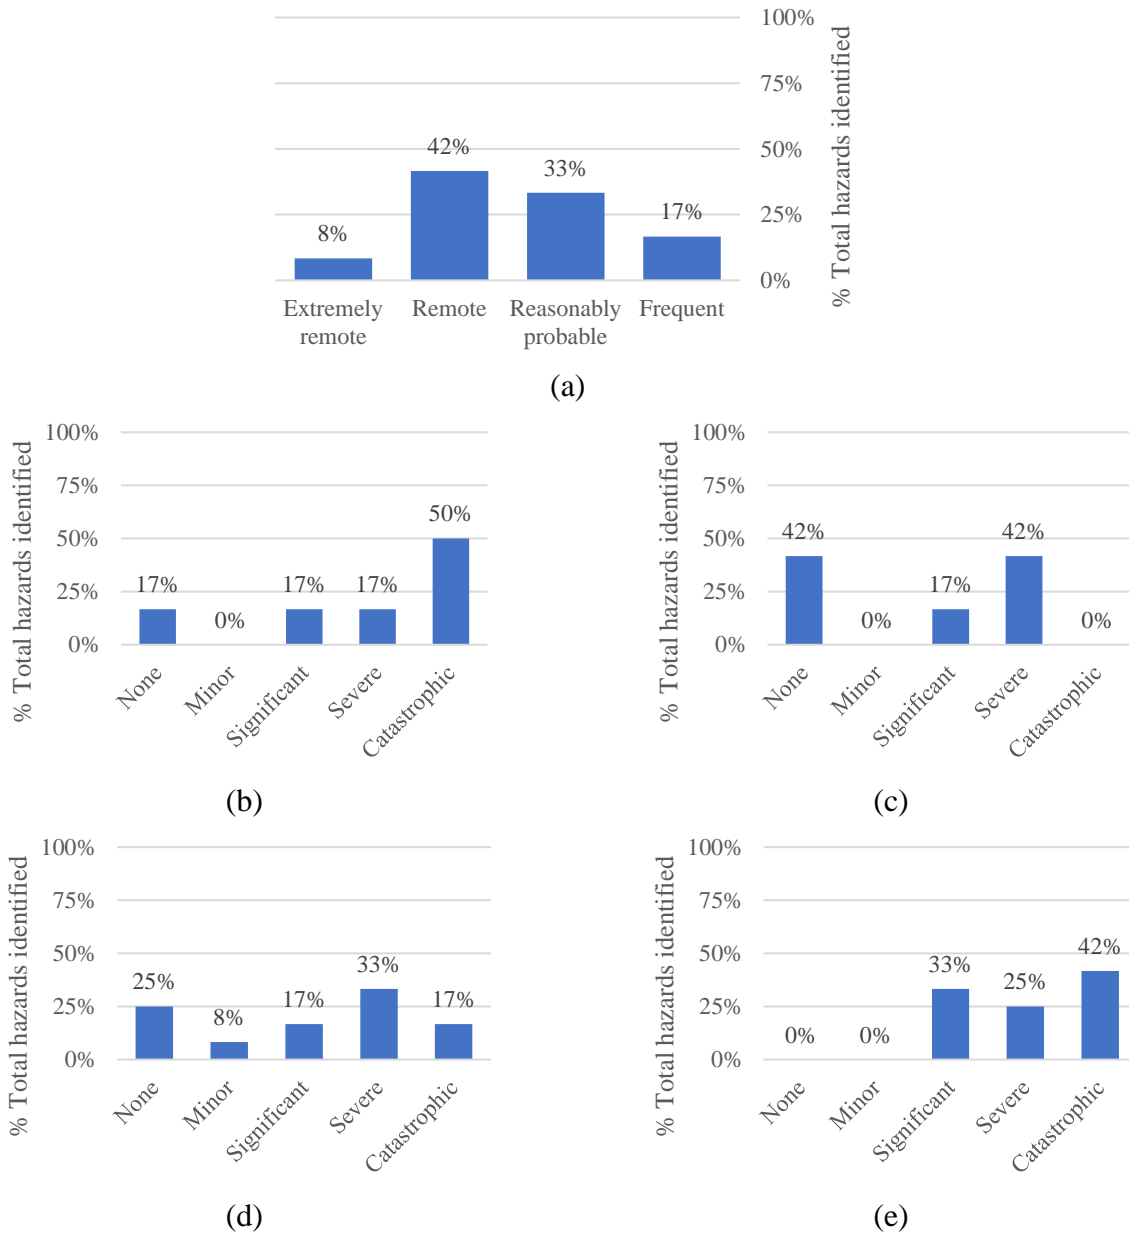 100%
75%
50%
25%
0%
% Total hazards identified
8%
42%
33%
17%
Extremely remote
Remote
Reasonably probable
Frequent
(a)
% Total hazards identified
100%
75%
50%
25%
0%
17%
0%
17%
17%
50%
None
Minor
Significant
Severe
Catastrophic
(b)
% Total hazards identified
100%
75%
50%
25%
0%
42%
0%
17%
42%
0%
None
Minor
Significant
Severe
Catastrophic
(c)
% Total hazards identified
100%
75%
50%
25%
0%
25%
8%
17%
33%
17%
None
Minor
Significant
Severe
Catastrophic
(d)
% Total hazards identified
100%
75%
50%
25%
0%
0%
0%
33%
25%
42%
None
Minor
Significant
Severe
Catastrophic
(e)